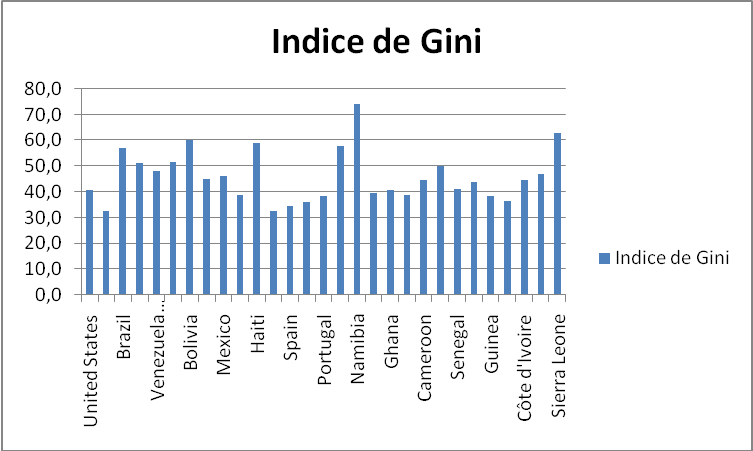 Indice de Gini
80,0
70,0
60,0
50,0
40,0
30,0
20,0
10,0
0,0
Indice de Gini
United States
Brazil
Venezuela...
Bolivia
Mexico
Haiti
Spain
Portugal
Namibia
Ghana
Cameroon
Senegal
Guinea
Côte d'Ivoire
Sierra Leone